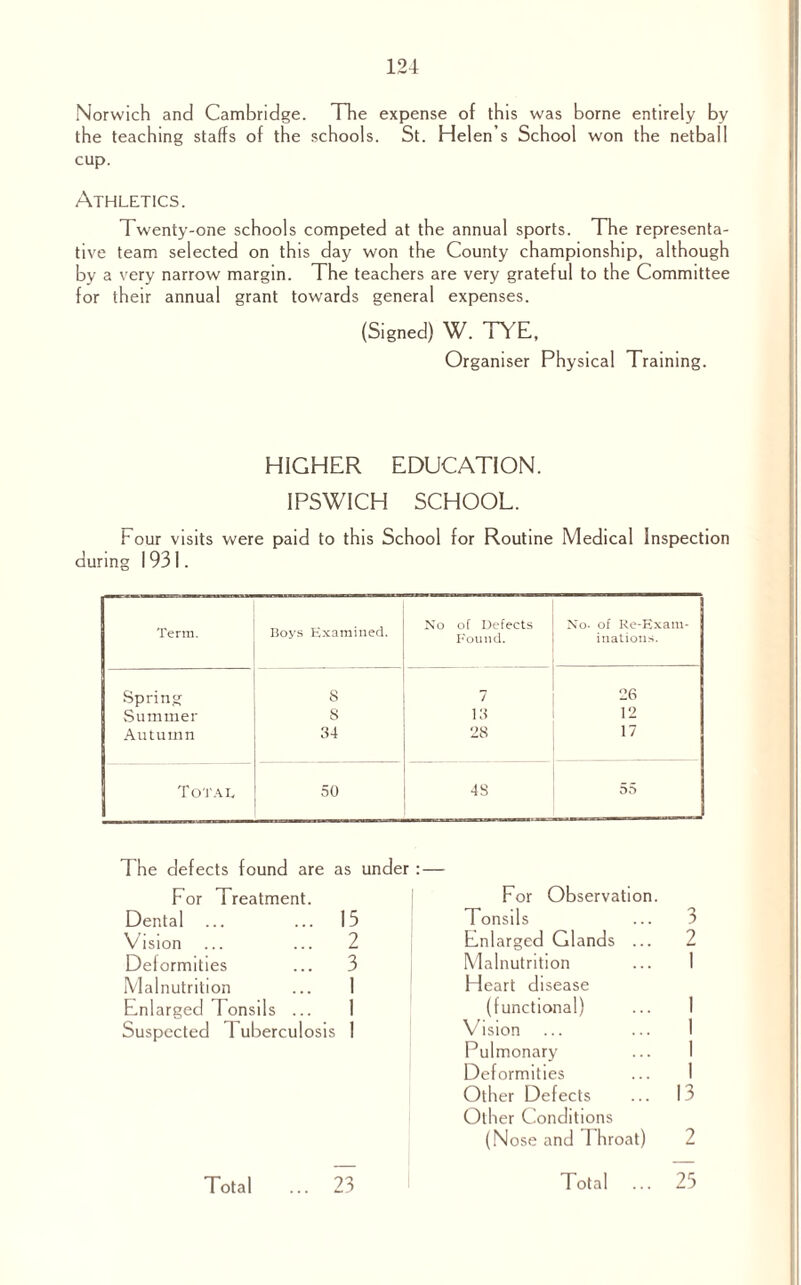 124
Norwich and Cambridge. The expense of this was borne entirely by
the teaching staffs of the schools. St. Helen's School won the netball
cup.
ATHLETICS.
Twenty-one schools competed at the annual sports. The representa-
tive team selected on this day won the County championship, although
by a very narrow margin. The teachers are very grateful to the Committee
for their annual grant towards general expenses.
(Signed) W. TYE,
Organiser Physical Training.
HIGHER EDUCATION.
IPSWICH SCHOOL.
Four visits were paid to this School for Routine Medical Inspection
during 1931.
Term. Boys Examined. No of Defects Found. No. of Re-Exam-inations.
Spring 8 7 26
Summer 8 13 12
Autumn 34 28 17
TOTAL 50 48 55
The defects found are as under :—
For Treatment.
Dental ... ... 15
Vision ... ... 2
Deformities ... 3
Malnutrition ... 1
Enlarged Tonsils ... 1
Suspected Tuberculosis 1
Total ... 23
For Observation.
Tonsils ... 3
Enlarged Glands ... 2
Malnutrition ... 1
Heart disease
(functional) ... 1
Vision ... ... 1
Pulmonary ... 1
Deformities ... 1
Other Defects ... 13
Other Conditions
(Nose and Throat) 2
Total ... 25